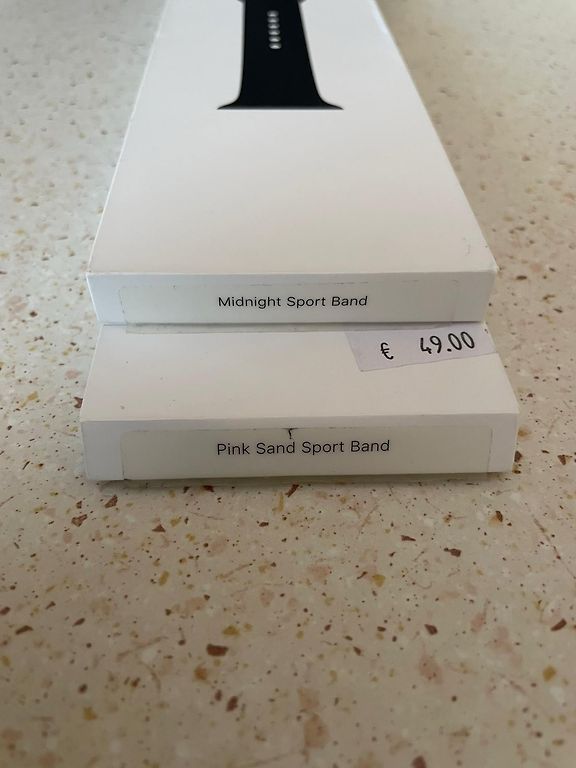 Midnight Sport Band
€ 49.00
Pink Sand Sport Band